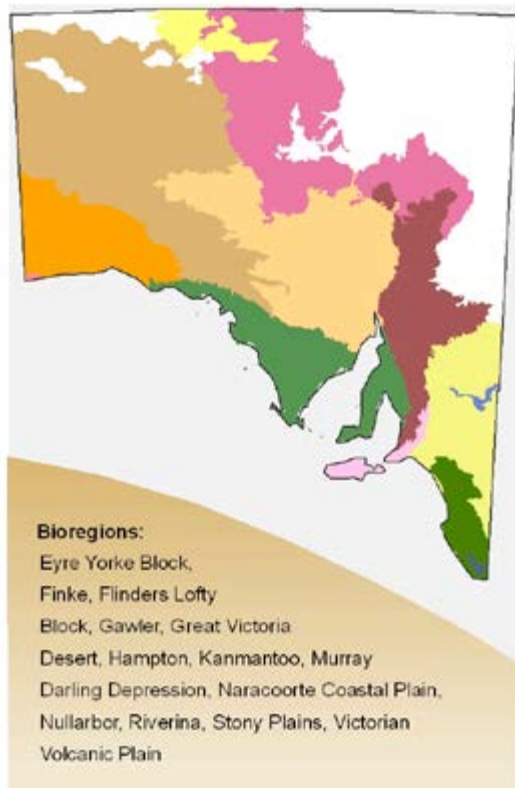 Bioregions:
Eyre Yorke Block,
Finke, Flinders Lofty
Block, Gawler, Great Victoria
Desert, Hampton, Kanmantoo, Murray
Darling Depression, Naracoorte Coastal Plain,
Nullarbor, Riverina, Stony Plains, Victorian
Volcanic Plain